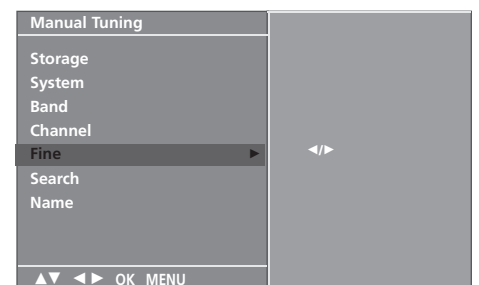 Manual Tuning
Storage
System
Band
Channel
Fine ► ◄/►
Search
Name
▲▼ ◄ ► OK MENU